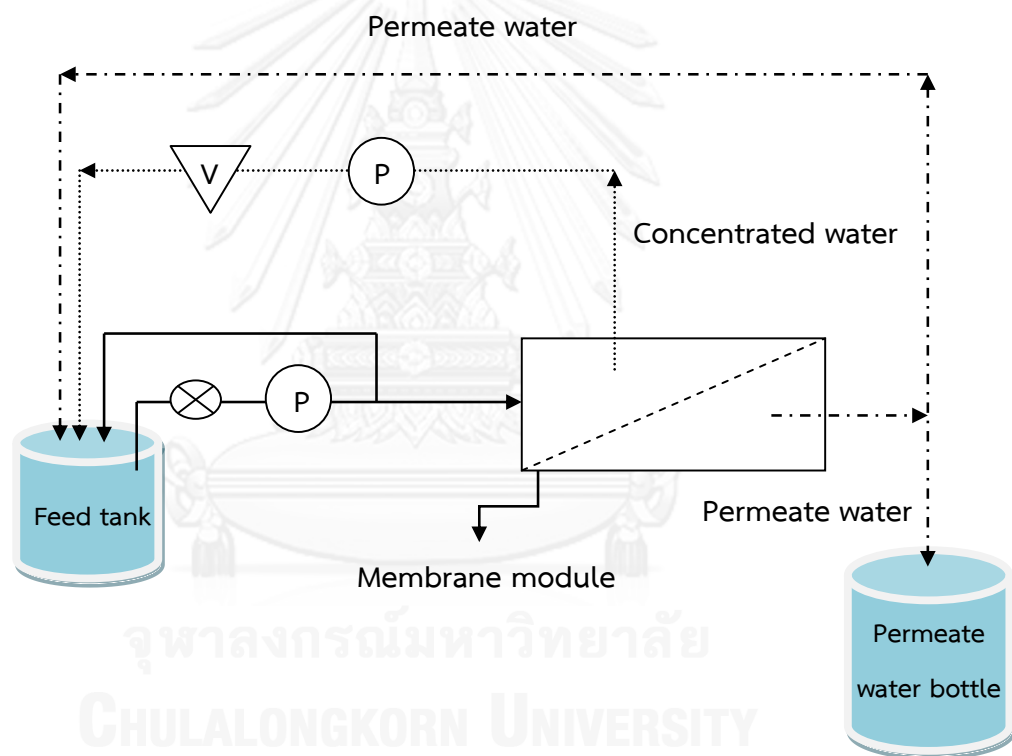 Permeate water
V
P
Concentrated water
P
Feed tank
Permeate water
Membrane module
Permeate
water bottle
จุฬาลงกรณ์มหาวิทยาลัย
CHULALONGKORN UNIVERSITY